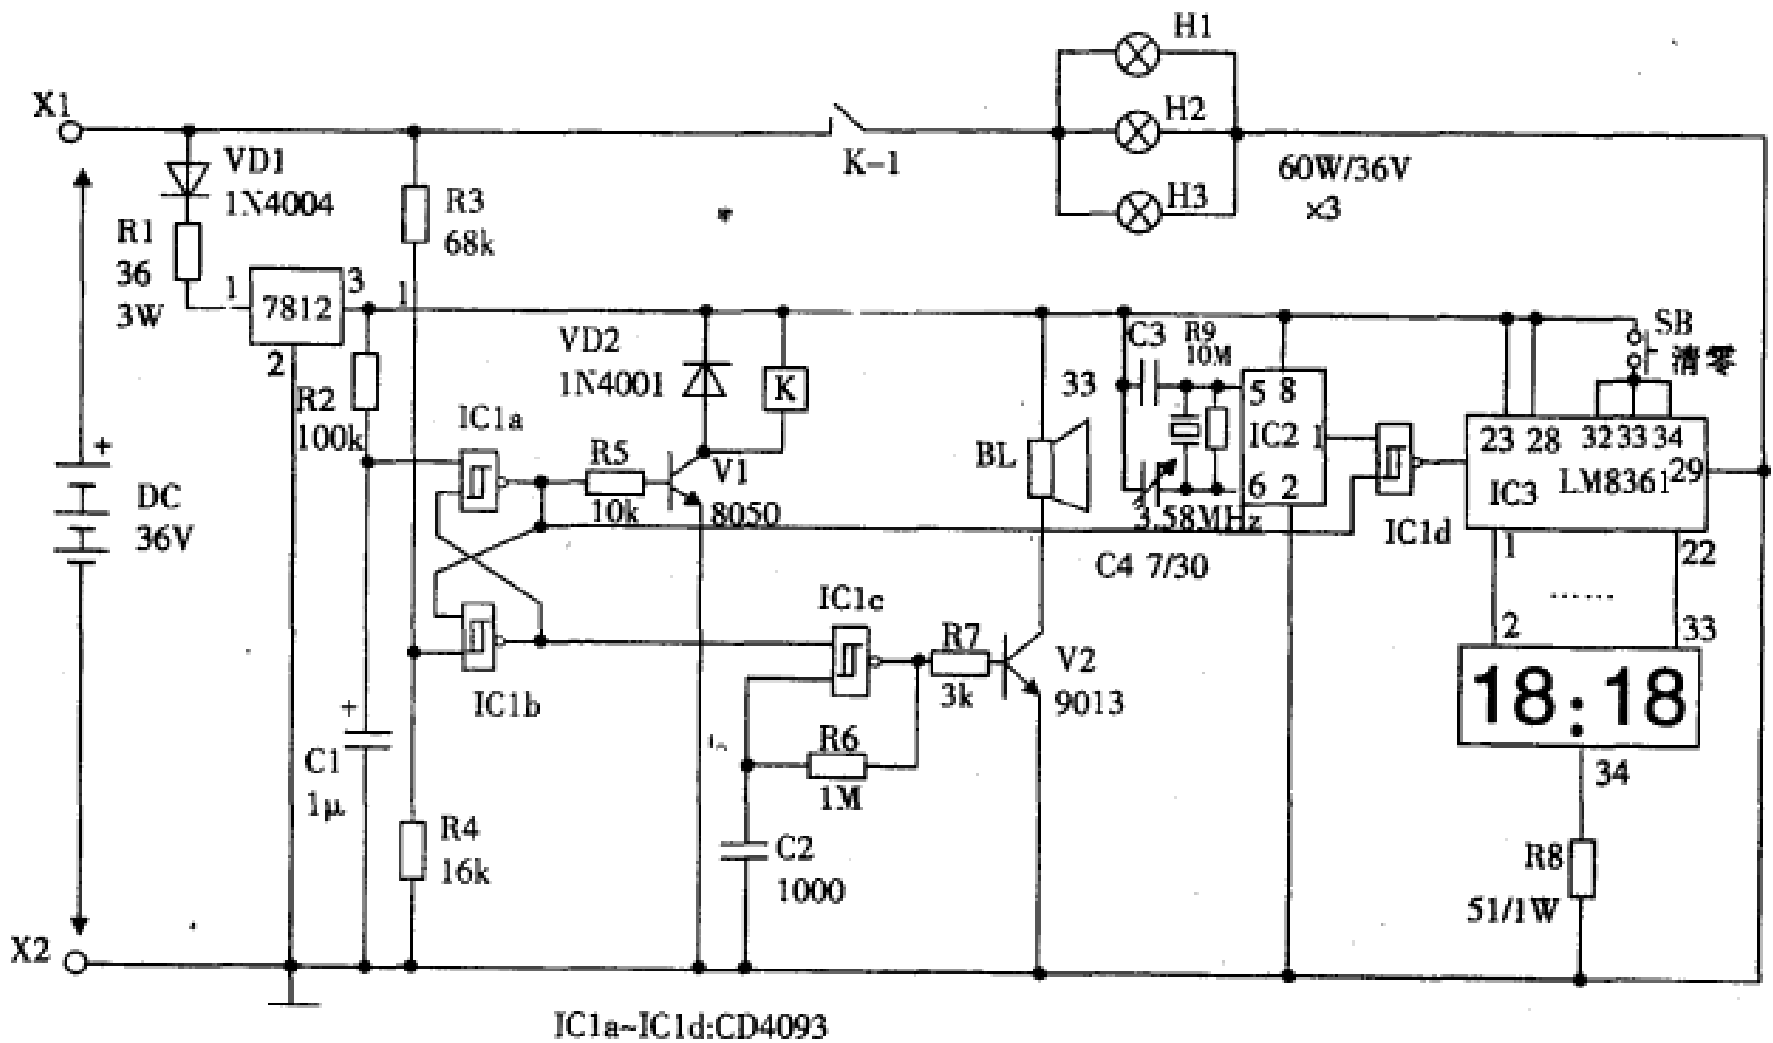 H1
X1
H2
K-1
60W/36V
×3
H3
VD1
1N4004
R1
36
3W
R3
68k
1
7812
3
1
2
R2
100k
VD2
1N4001
K
IC1a
R5
10k
V1
8050
BL
C3
33
R9
10M
5 8
IC2
1
6 2
3.58MHz
C4 7/30
IC1d
SB
清零
23 28 32 33 34
IC3 LM8361 29
1
22
......
2
33
18:18
34
R8
51/1W
+
DC
36V
IC1b
IC1c
R7
3k
V2
9013
R6
1M
+
C1
1μ
R4
16k
C2
1000
X2
IC1a~IC1d:CD4093